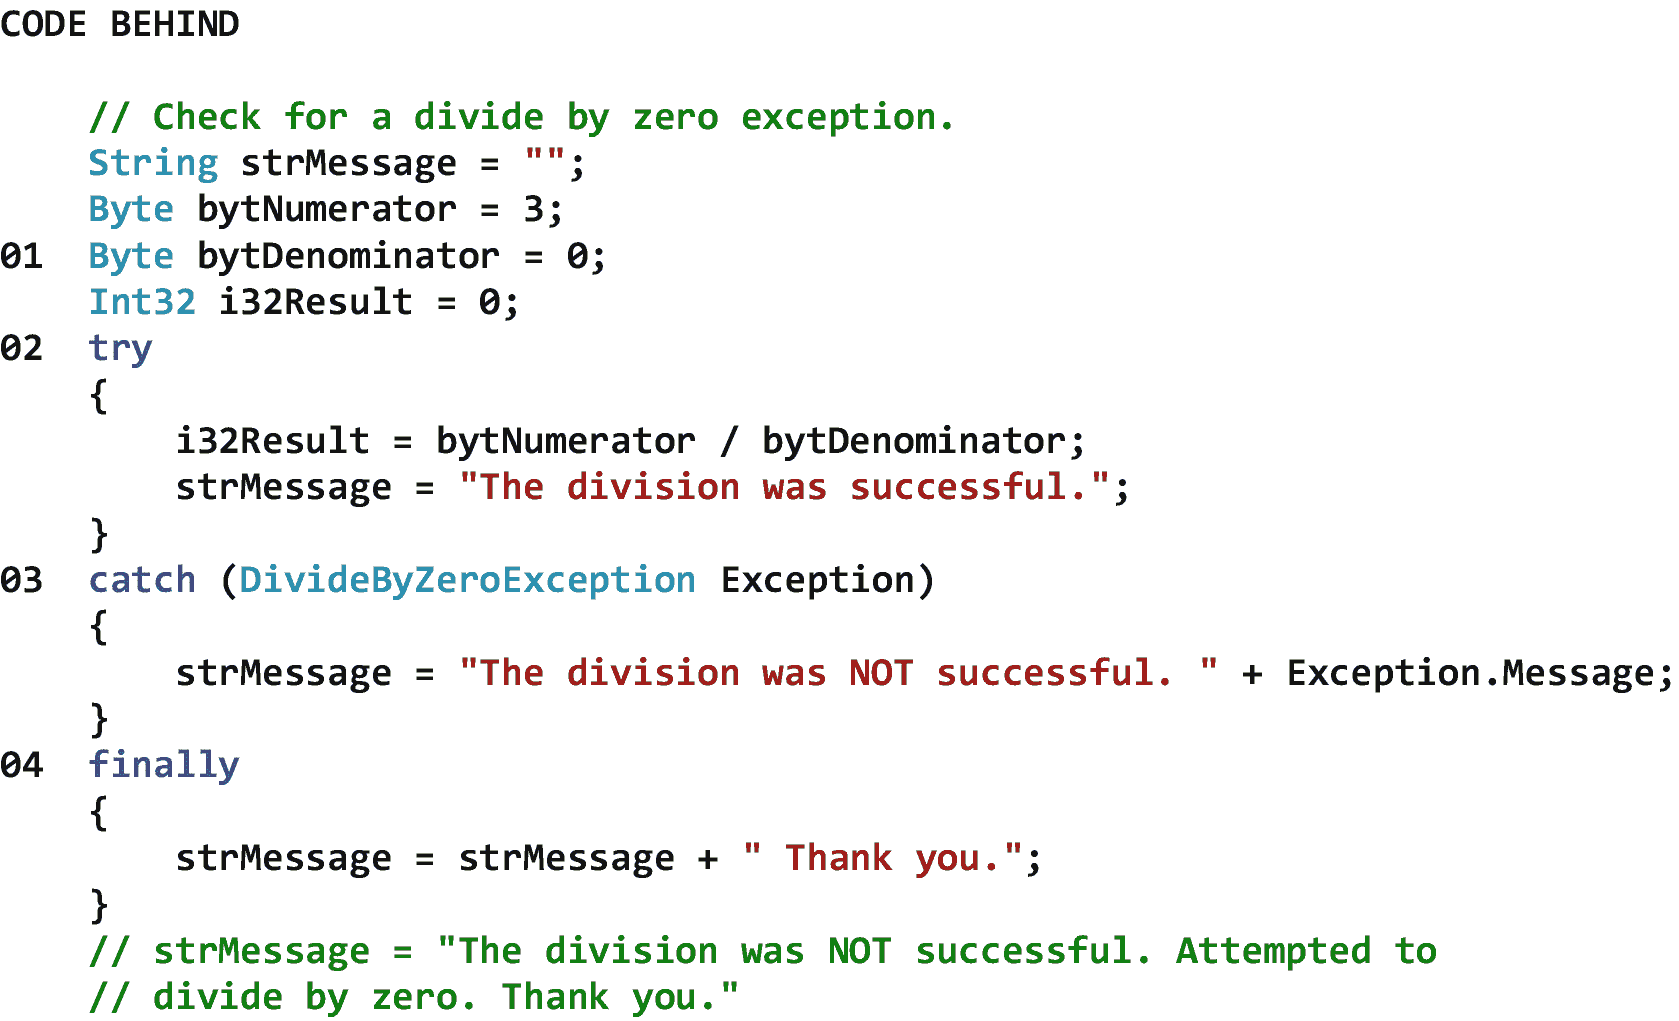 CODE BEHIND
// Check for a divide by zero exception.
String strMessage = "";
Byte bytNumerator = 3;
01 Byte bytDenominator = 0;
Int32 i32Result = 0;
02 try
{
i32Result = bytNumerator / bytDenominator;
strMessage = "The division was successful.";
}
03 catch (DivideByZeroException Exception)
{
strMessage = "The division was NOT successful. " + Exception.Message;
}
04 finally
{
strMessage = strMessage + " Thank you.";
}
// strMessage = "The division was NOT successful. Attempted to
// divide by zero. Thank you."